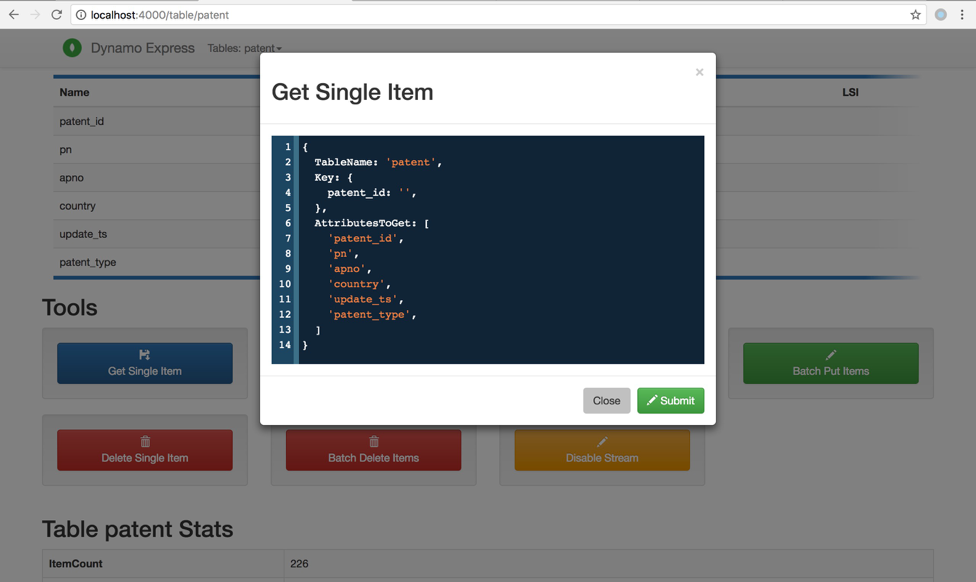 localhost:4000/table/patent
Dynamo Express Tables: patent
Name LSI
patent_id
pn
apno
country
update_ts
patent_type
×
Get Single Item
1 {
2 TableName: 'patent',
3 Key: {
4 patent_id: '',
5 },
6 AttributesToGet: [
7 'patent_id',
8 'pn',
9 'apno',
10 'country',
11 'update_ts',
12 'patent_type',
13 ]
14 }
Close Submit
Tools
Get Single Item Batch Put Items
Delete Single Item Batch Delete Items Disable Stream
Table patent Stats
ItemCount 226